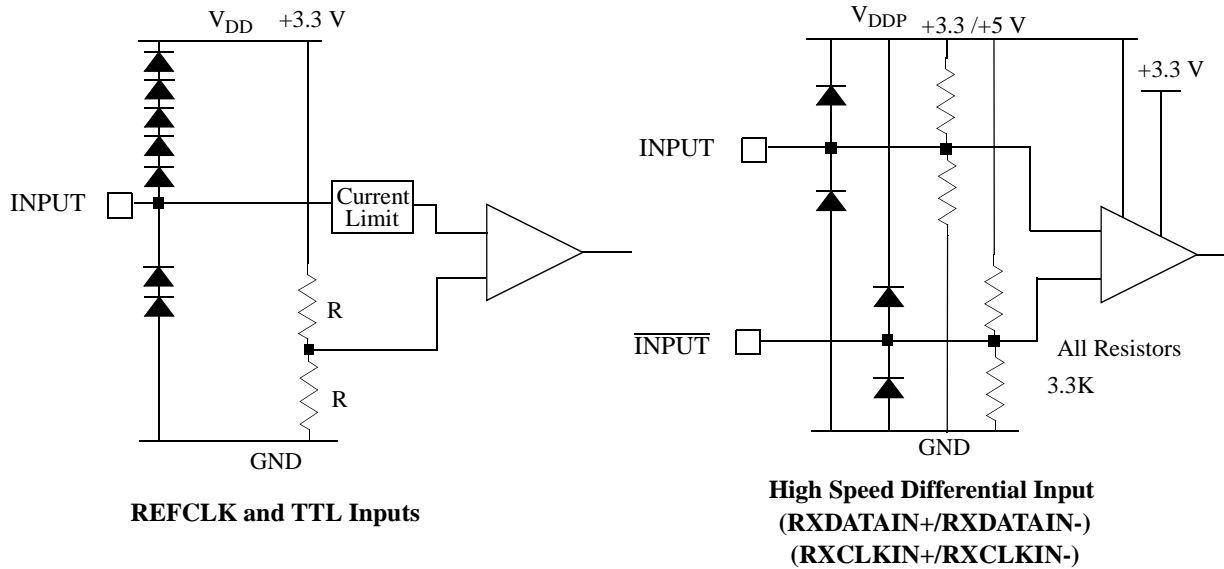 V_DD +3.3 V
INPUT
Current
Limit
R
R
GND
REFCLK and TTL Inputs
V_DDP +3.3 /+5 V
+3.3 V
INPUT
INPUT
All Resistors
3.3K
GND
High Speed Differential Input
(RXDATAIN+/RXDATAIN-)
(RXCLKIN+/RXCLKIN-)